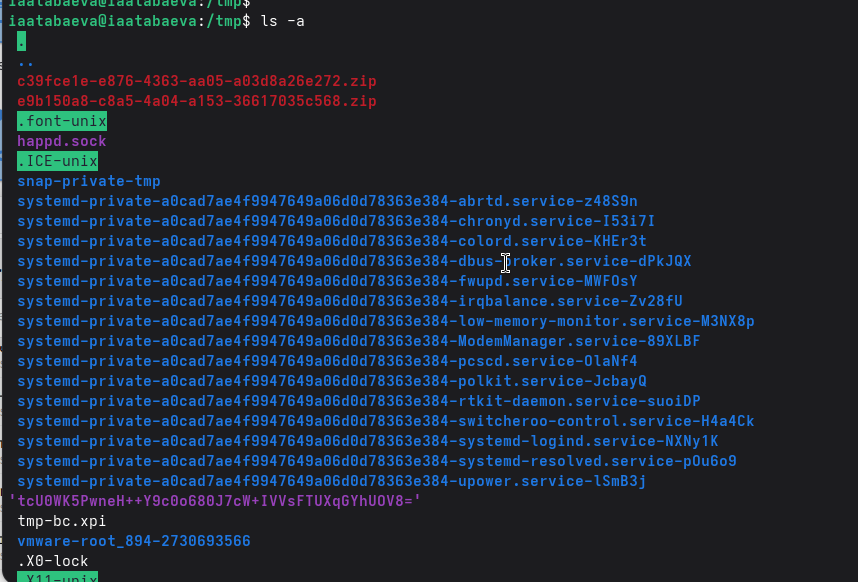 iaatabaeva@iaatabaeva:/tmp$
iaatabaeva@iaatabaeva:/tmp$ ls -a
.
..
c39fce1e-e876-4363-aa05-a03d8a26e272.zip
e9b150a8-c8a5-4a04-a153-36617035c568.zip
.font-unix
happd.sock
.ICE-unix
snap-private-tmp
systemd-private-a0cad7ae4f9947649a06d0d78363e384-abrtd.service-z48S9n
systemd-private-a0cad7ae4f9947649a06d0d78363e384-chronyd.service-I53i7I
systemd-private-a0cad7ae4f9947649a06d0d78363e384-colord.service-KHEr3t
systemd-private-a0cad7ae4f9947649a06d0d78363e384-dbus-broker.service-dPkJQX
systemd-private-a0cad7ae4f9947649a06d0d78363e384-fwupd.service-MWFOsY
systemd-private-a0cad7ae4f9947649a06d0d78363e384-irqbalance.service-Zv28fU
systemd-private-a0cad7ae4f9947649a06d0d78363e384-low-memory-monitor.service-M3NX8p
systemd-private-a0cad7ae4f9947649a06d0d78363e384-ModemManager.service-89XLBF
systemd-private-a0cad7ae4f9947649a06d0d78363e384-pcscd.service-OlaNf4
systemd-private-a0cad7ae4f9947649a06d0d78363e384-polkit.service-JcbayQ
systemd-private-a0cad7ae4f9947649a06d0d78363e384-rtkit-daemon.service-suoiDP
systemd-private-a0cad7ae4f9947649a06d0d78363e384-switcheroo-control.service-H4a4Ck
systemd-private-a0cad7ae4f9947649a06d0d78363e384-systemd-logind.service-NXNy1K
systemd-private-a0cad7ae4f9947649a06d0d78363e384-systemd-resolved.service-pOu6o9
systemd-private-a0cad7ae4f9947649a06d0d78363e384-upower.service-lSmB3j
'tcU0WK5PwneH++Y9c0o680J7cW+IVVsFTUXqGYhUOV8='
tmp-bc.xpi
vmware-root_894-2730693566
.X0-lock
.X11-unix